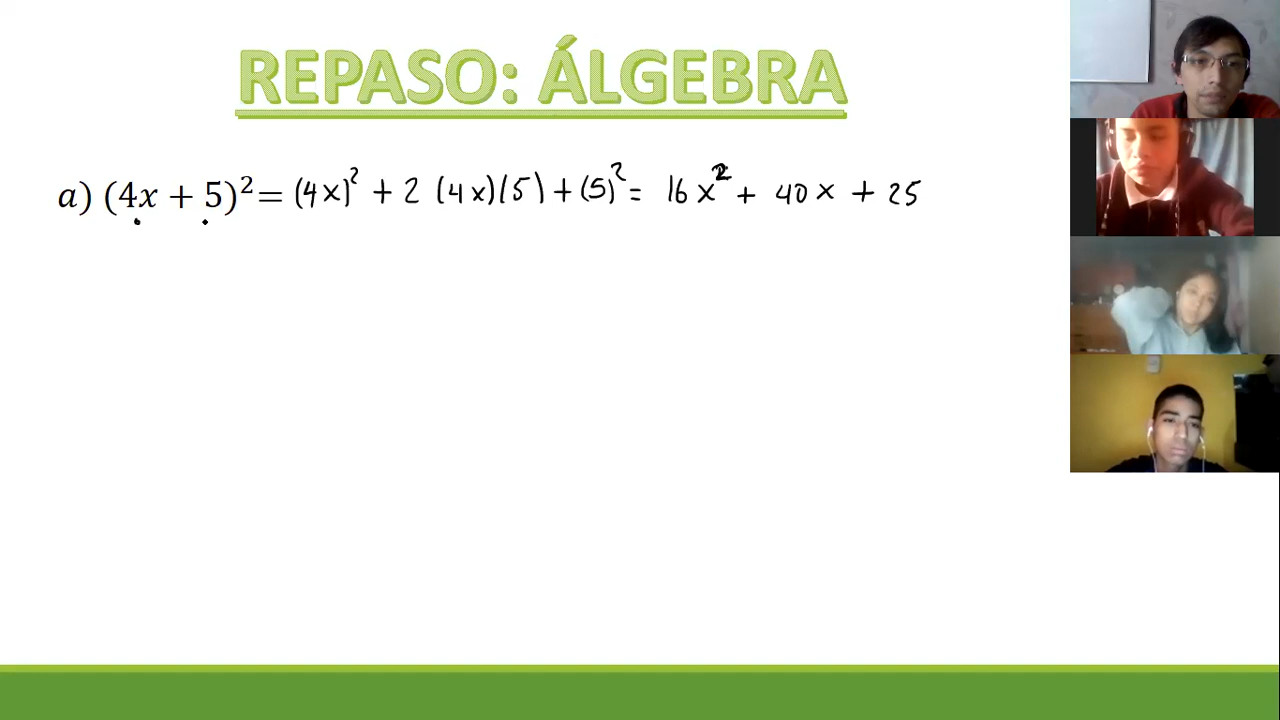 REPASO: ÁLGEBRA
a) (4x + 5)² = (4x)² + 2 (4x)(5) + (5)² = 16x² + 40x + 25